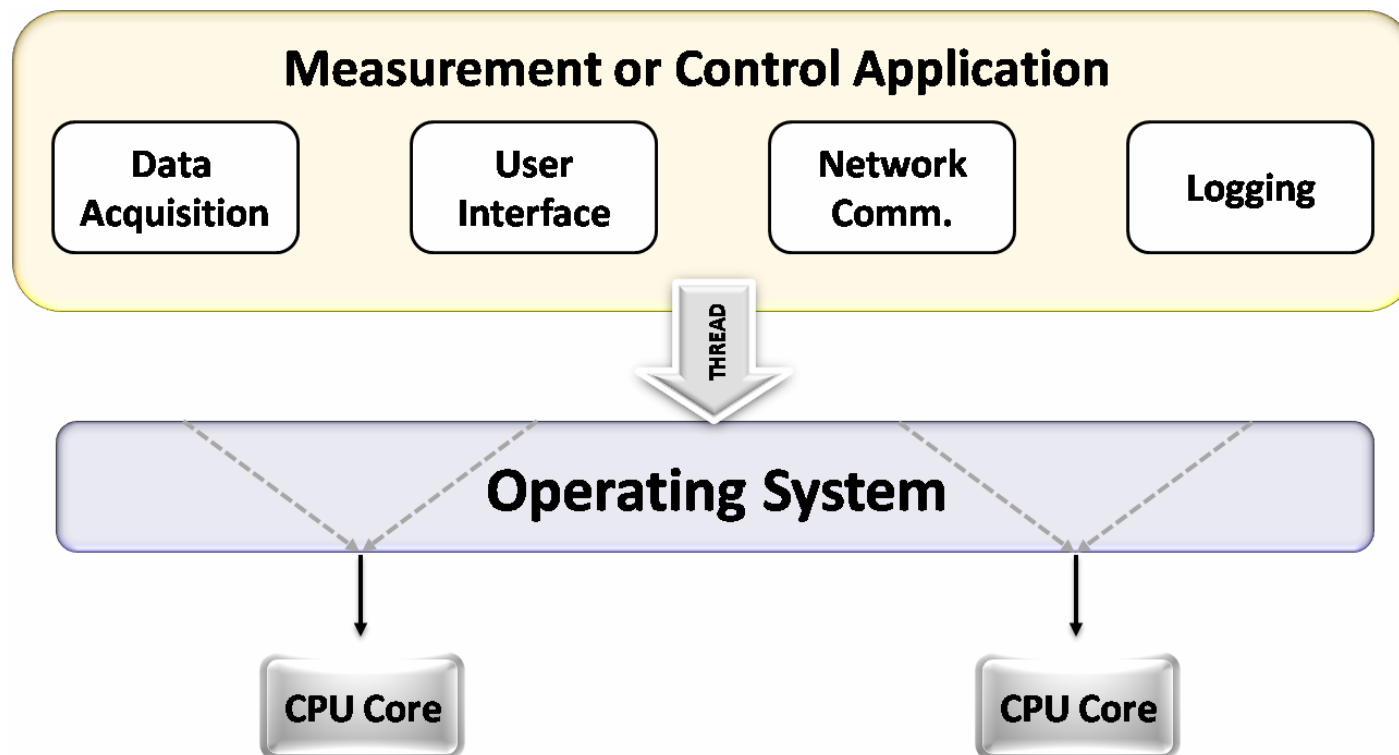 Measurement or Control Application
Data
Acquisition
User
Interface
Network
Comm.
Logging
THREAD
Operating System
CPU Core
CPU Core